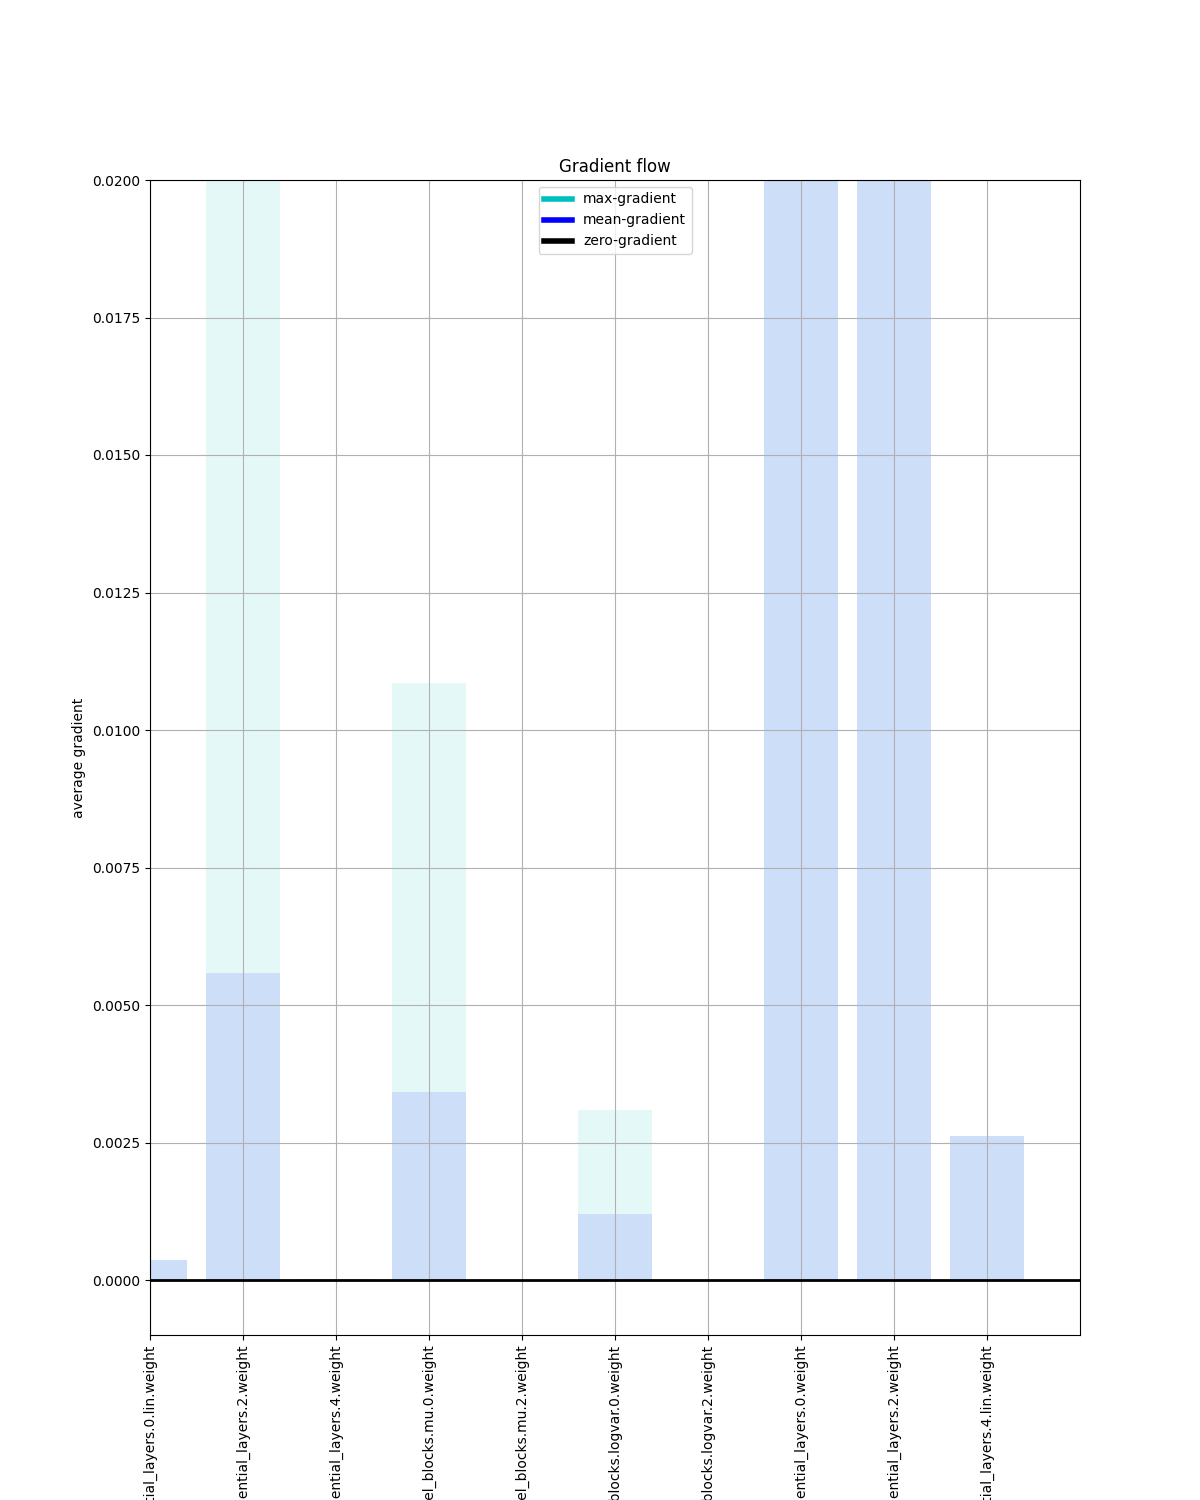 Gradient flow
max-gradient
mean-gradient
zero-gradient
average gradient
0.0200
0.0175
0.0150
0.0125
0.0100
0.0075
0.0050
0.0025
0.0000
tial_layers.0.lin.weight
ential_layers.2.weight
ential_layers.4.weight
el_blocks.mu.0.weight
el_blocks.mu.2.weight
blocks.logvar.0.weight
blocks.logvar.2.weight
ential_layers.0.weight
ential_layers.2.weight
tial_layers.4.lin.weight